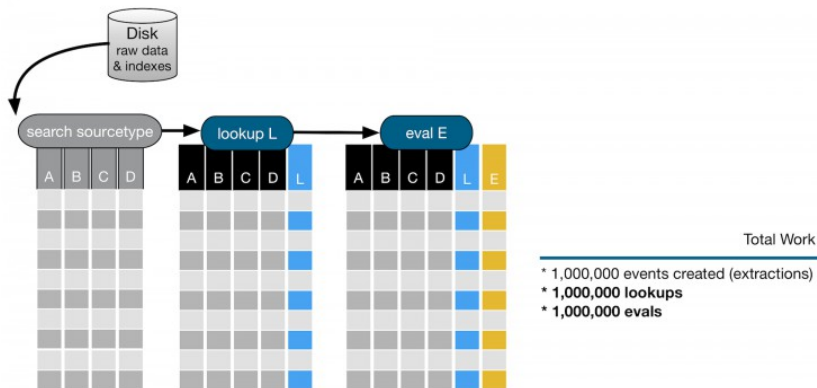 Disk
raw data
& indexes
search sourcetype
lookup L
eval E
A B C D
A B C D L
A B C D L E
Total Work
* 1,000,000 events created (extractions)
* 1,000,000 lookups
* 1,000,000 evals